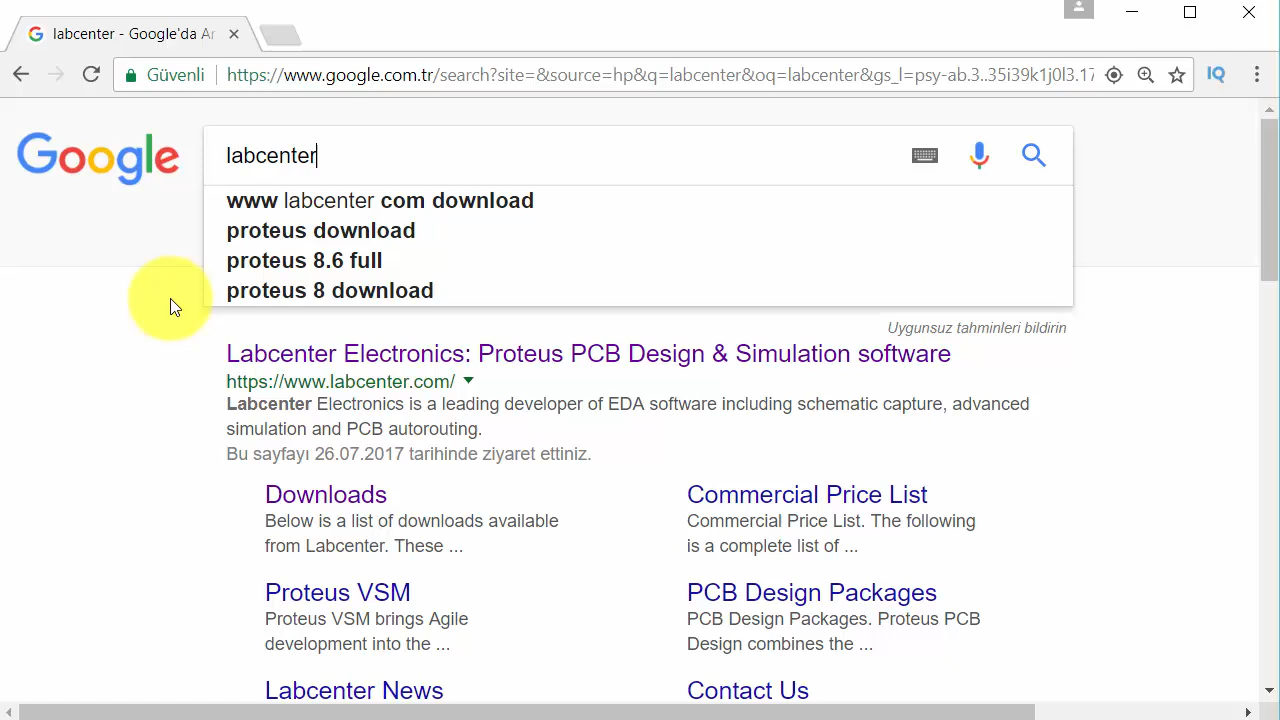 labcenter - Google'da Ar
Güvenli https://www.google.com.tr/search?site=&source=hp&q=labcenter&oq=labcenter&gs_l=psy-ab.3..35i39k1j0l3.17 IQ
Google labcenter
www labcenter com download
proteus download
proteus 8.6 full
proteus 8 download
Uygunsuz tahminleri bildirin
Labcenter Electronics: Proteus PCB Design & Simulation software
https://www.labcenter.com/
Labcenter Electronics is a leading developer of EDA software including schematic capture, advanced
simulation and PCB autorouting.
Bu sayfayı 26.07.2017 tarihinde ziyaret ettiniz.
Downloads
Below is a list of downloads available
from Labcenter. These ...
Commercial Price List
Commercial Price List. The following
is a complete list of ...
Proteus VSM
Proteus VSM brings Agile
development into the ...
PCB Design Packages
PCB Design Packages. Proteus PCB
Design combines the ...
Labcenter News
Contact Us